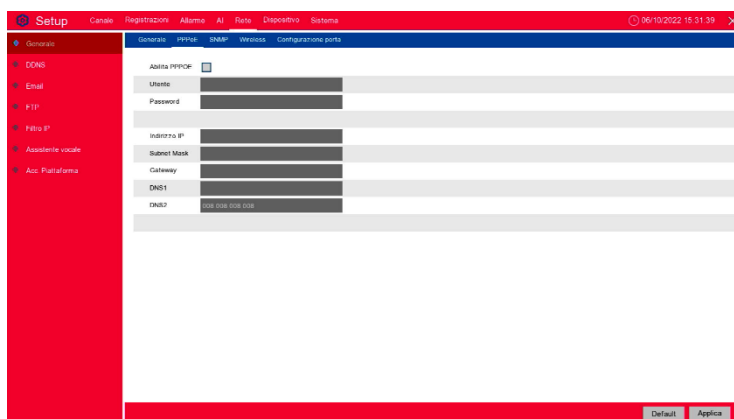 Setup Canale Registrazioni Allarme AI Rete Dispositivo Sistema 06/10/2022 15:31:39
Generale
Generale PPPoE SNMP Wireless Configurazione porta
DDNS
Abilita PPPOE
Email
Utente
FTP
Password
Filtro IP
Indirizzo IP
Assistente vocale
Subnet Mask
Acc. Piattaforma
Gateway
DNS1
DNS2 008 008 008 008
Default Applica